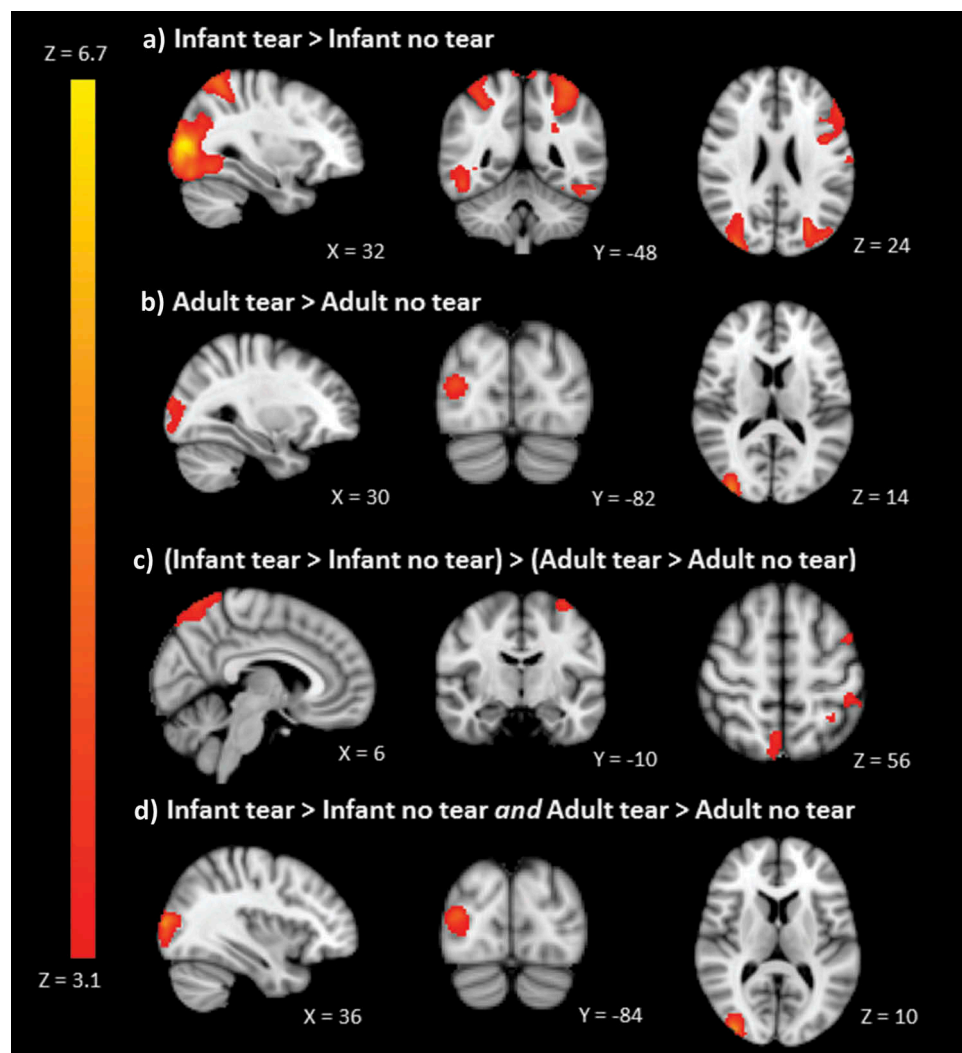 a) Infant tear > Infant no tear
Z = 6.7
X = 32
Y = -48
Z = 24
b) Adult tear > Adult no tear
X = 30
Y = -82
Z = 14
c) (Infant tear > Infant no tear) > (Adult tear > Adult no tear)
X = 6
Y = -10
Z = 56
d) Infant tear > Infant no tear and Adult tear > Adult no tear
Z = 3.1
X = 36
Y = -84
Z = 10